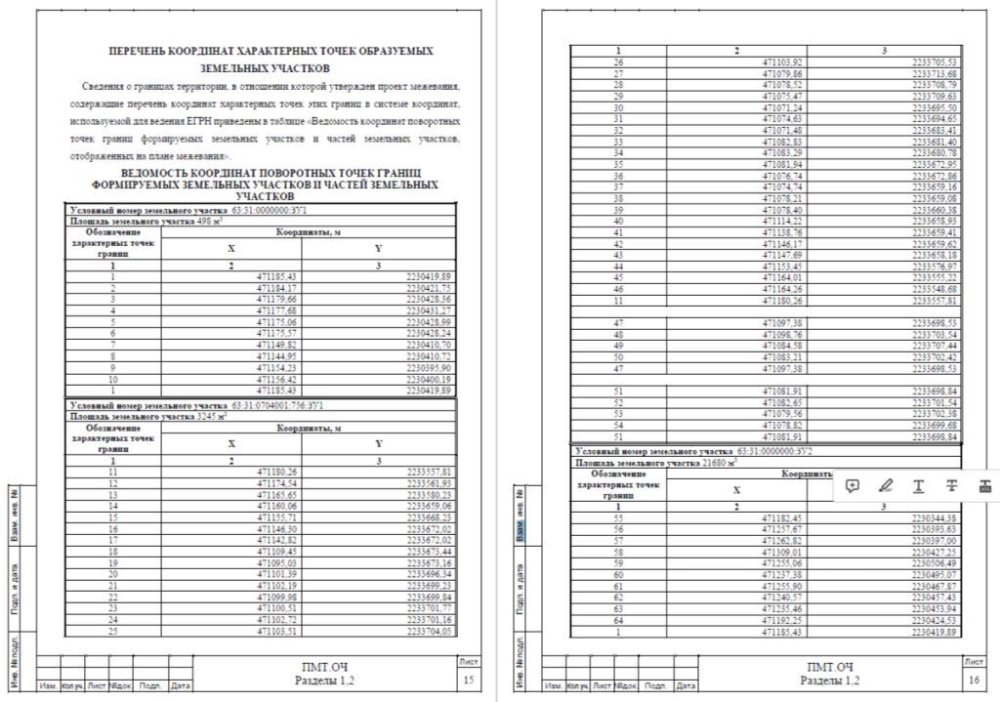 ПЕРЕЧЕНЬ КООРДИНАТ ХАРАКТЕРНЫХ ТОЧЕК ОБРАЗУЕМЫХ
ЗЕМЕЛЬНЫХ УЧАСТКОВ
Сведения о границах территории, в отношении которой утвержден проект межевания,
содержащие перечень координат характерных точек этих границ в системе координат,
используемой для ведения ЕГРН приведены в таблице «Ведомость координат поворотных
точек границ формируемых земельных участков и частей земельных участков,
отображенных на плане межевания».
ВЕДОМОСТЬ КООРДИНАТ ПОВОРОТНЫХ ТОЧЕК ГРАНИЦ
ФОРМИРУЕМЫХ ЗЕМЕЛЬНЫХ УЧАСТКОВ И ЧАСТЕЙ ЗЕМЕЛЬНЫХ
УЧАСТКОВ
Условный номер земельного участка 63:31:0000000:ЗУ1
Площадь земельного участка 498 м²
Обозначение характерных точек границ Координаты, м
X Y
1 2 3
1 471185,43 2230419,89
2 471184,17 2230421,75
3 471179,66 2230428,36
4 471177,68 2230431,27
5 471175,06 2230428,99
6 471175,57 2230428,24
7 471149,82 2230410,70
8 471144,95 2230410,72
9 471154,23 2230395,90
10 471156,42 2230400,19
1 471185,43 2230419,89
Условный номер земельного участка 63:31:0704001:756:ЗУ1
Площадь земельного участка 3245 м²
Обозначение характерных точек границ Координаты, м
X Y
1 2 3
11 471180,26 2233557,81
12 471174,54 2233561,93
13 471165,65 2233580,23
14 471160,06 2233659,06
15 471155,71 2233668,23
16 471146,30 2233672,02
17 471142,82 2233672,02
18 471109,45 2233673,44
19 471095,03 2233673,16
20 471101,39 2233696,34
21 471102,19 2233699,23
22 471099,98 2233699,84
23 471100,51 2233701,77
24 471102,72 2233701,16
25 471103,51 2233704,05
Взам. инв. №
Подп. и дата
Инв. № подл.
Изм. Кол.уч. Лист №док. Подп. Дата
ПМТ.ОЧ
Разделы 1,2
Лист
15
1 2 3
26 471103,92 2233705,53
27 471079,86 2233713,68
28 471078,52 2233708,79
29 471075,47 2233709,63
30 471071,24 2233695,50
31 471074,63 2233694,65
32 471071,48 2233683,41
33 471082,83 2233681,40
34 471083,29 2233680,78
35 471081,94 2233672,95
36 471076,74 2233672,86
37 471074,74 2233659,16
38 471078,21 2233659,08
39 471078,40 2233660,38
40 471114,22 2233658,93
41 471138,76 2233659,41
42 471146,17 2233659,62
43 471147,69 2233658,18
44 471153,45 2233576,97
45 471164,01 2233555,22
46 471164,26 2233548,68
11 471180,26 2233557,81
47 471097,38 2233698,53
48 471098,76 2233703,54
49 471084,58 2233707,44
50 471083,21 2233702,42
47 471097,38 2233698,53
51 471081,91 2233698,84
52 471082,65 2233701,54
53 471079,56 2233702,38
54 471078,82 2233699,68
51 471081,91 2233698,84
Условный номер земельного участка 63:31:0000000:ЗУ2
Площадь земельного участка 21680 м²
Обозначение характерных точек границ Координаты
X
1 2 3
55 471182,45 2230344,38
56 471257,67 2230393,63
57 471262,82 2230397,00
58 471309,01 2230427,25
59 471255,06 2230506,49
60 471237,38 2230495,07
61 471255,90 2230467,87
62 471240,57 2230457,43
63 471235,46 2230453,94
64 471192,25 2230424,53
1 471185,43 2230419,89
Взам. инв. №
Подп. и дата
Инв. № подл.
Изм. Кол.уч. Лист №док. Подп. Дата
ПМТ.ОЧ
Разделы 1,2
Лист
16